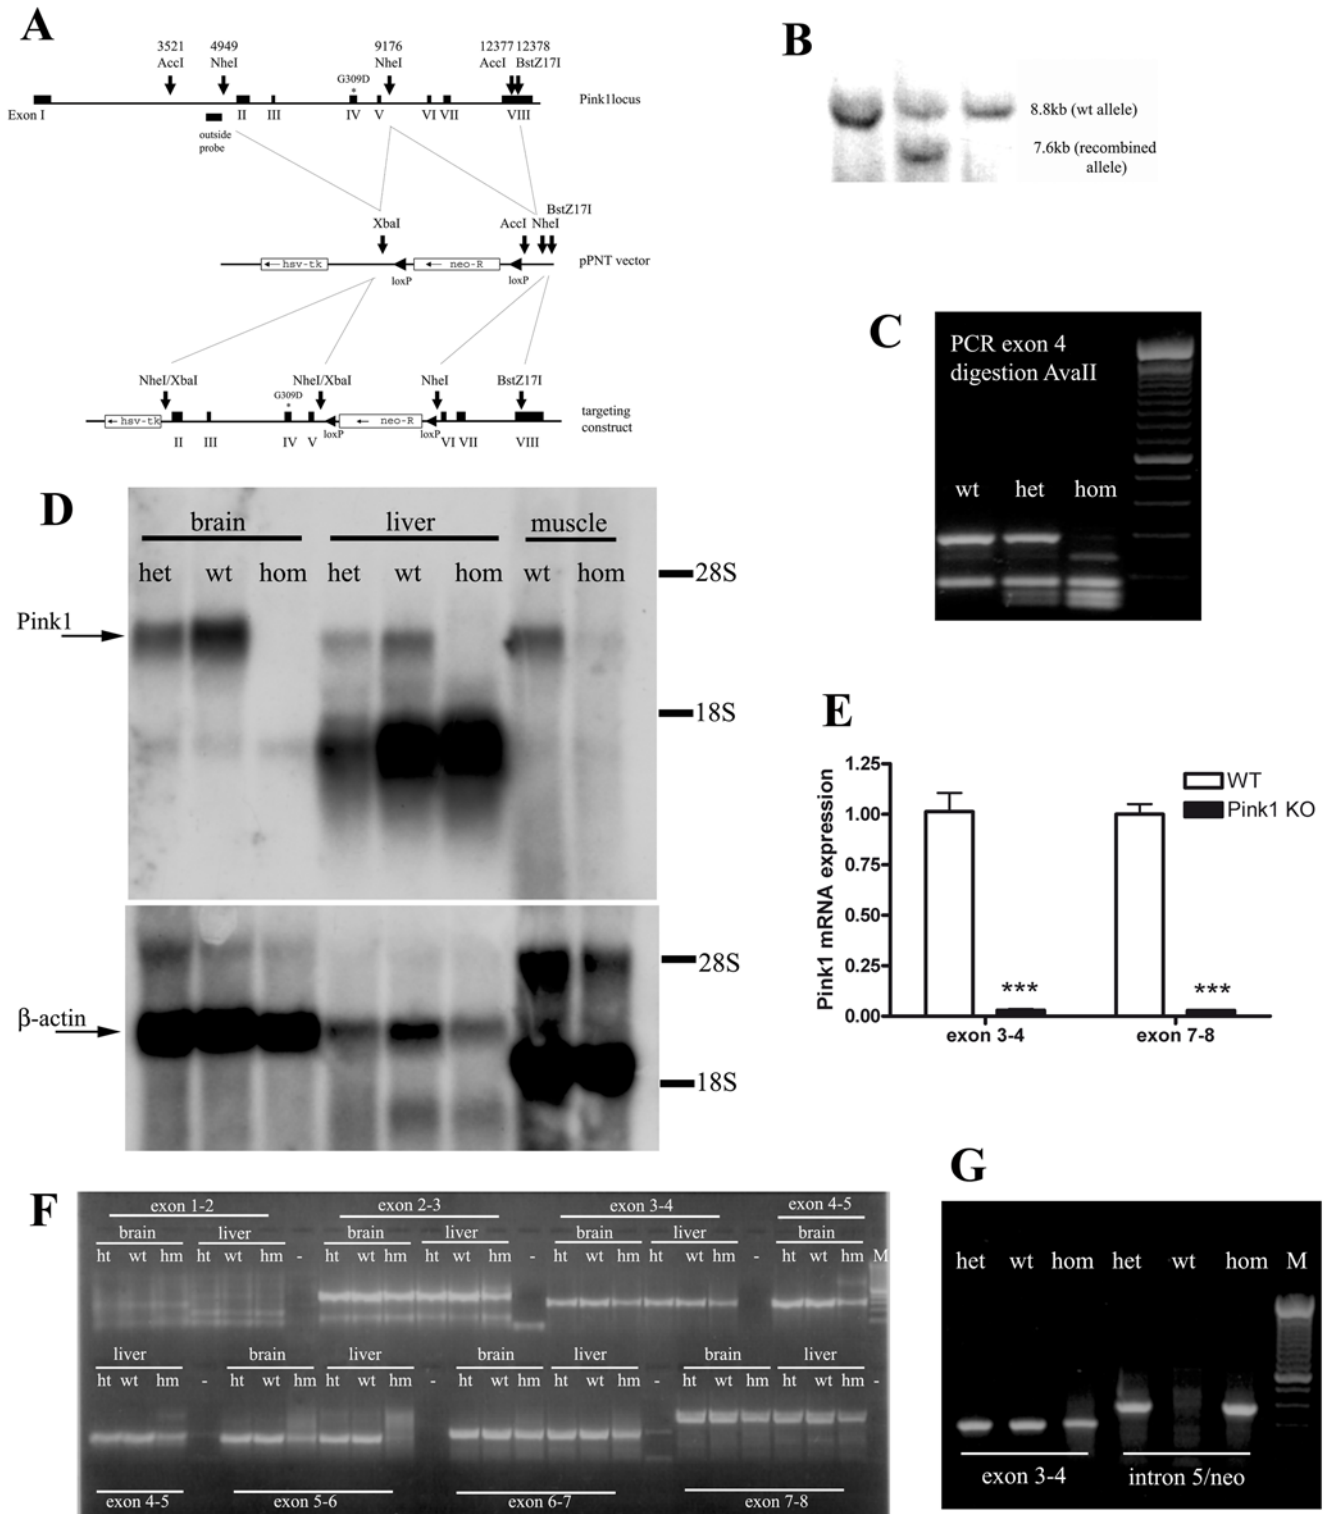 A
3521 4949 9176 12377 12378
AccI NheI NheI AccI BstZ17I
G309D
*
Pink1locus
Exon I II III IV V VI VII VIII
outside
probe
BstZ17I
XbaI AccI NheI
hsv-tk neo-R pPNT vector
loxP loxP
NheI/XbaI NheI/XbaI NheI BstZ17I
G309D
*
hsv-tk neo-R targeting
construct
loxP loxP
II III IV V VI VII VIII
B
8.8kb (wt allele)
7.6kb (recombined
allele)
C
PCR exon 4
digestion AvaII
wt het hom
D
brain liver muscle
het wt hom het wt hom wt hom
28S
Pink1
18S
28S
β-actin
18S
E
Pink1 mRNA expression
1.25
1.00
0.75
0.50
0.25
0.00
WT
Pink1 KO
*** ***
exon 3-4 exon 7-8
F
exon 1-2 exon 2-3 exon 3-4 exon 4-5
brain liver brain liver brain liver brain
ht wt hm ht wt hm - ht wt hm ht wt hm - ht wt hm ht wt hm - ht wt hm M
liver brain liver brain liver brain liver
ht wt hm - ht wt hm ht wt hm - ht wt hm ht wt hm - ht wt hm ht wt hm -
exon 4-5 exon 5-6 exon 6-7 exon 7-8
G
het wt hom het wt hom M
exon 3-4 intron 5/neo